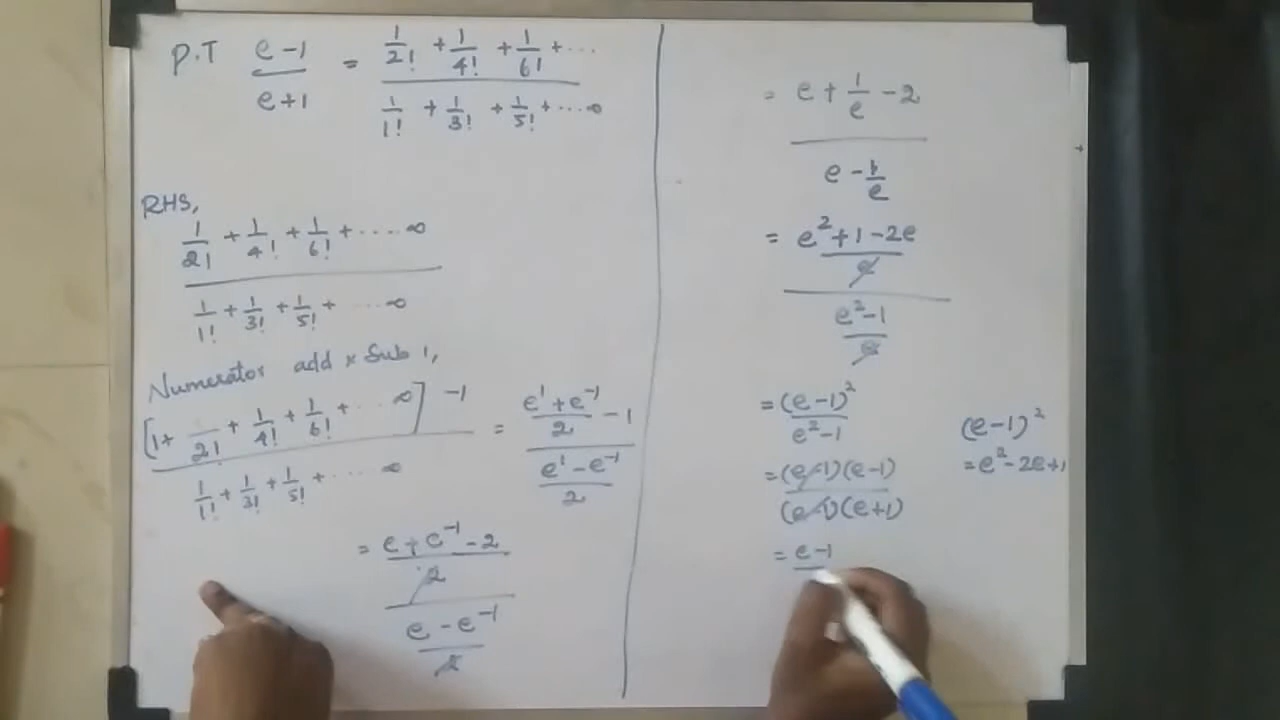 P.T e-1 / e+1 = 1/2! + 1/4! + 1/6! + ... / 1/1! + 1/3! + 1/5! + ....∞
RHS,
1/2! + 1/4! + 1/6! + .....∞
1/1! + 1/3! + 1/5! + ....∞
Numerator add & Sub 1,
[1+ /2! + 1/4! + 1/6! + ...∞] -1 = (e¹ + e⁻¹)/2 - 1
1/1! + 1/3! + 1/5! + ....∞ (e¹ - e⁻¹)/2
= (e + e⁻¹ - 2)/2
(e - e⁻¹)/2
= e + 1/e - 2
e - 1/e
= (e² + 1 - 2e)/e
(e² - 1)/e
= (e-1)² / e²-1
(e-1)²
= e² - 2e + 1
= (e-1)(e-1) / (e-1)(e+1)
= e-1